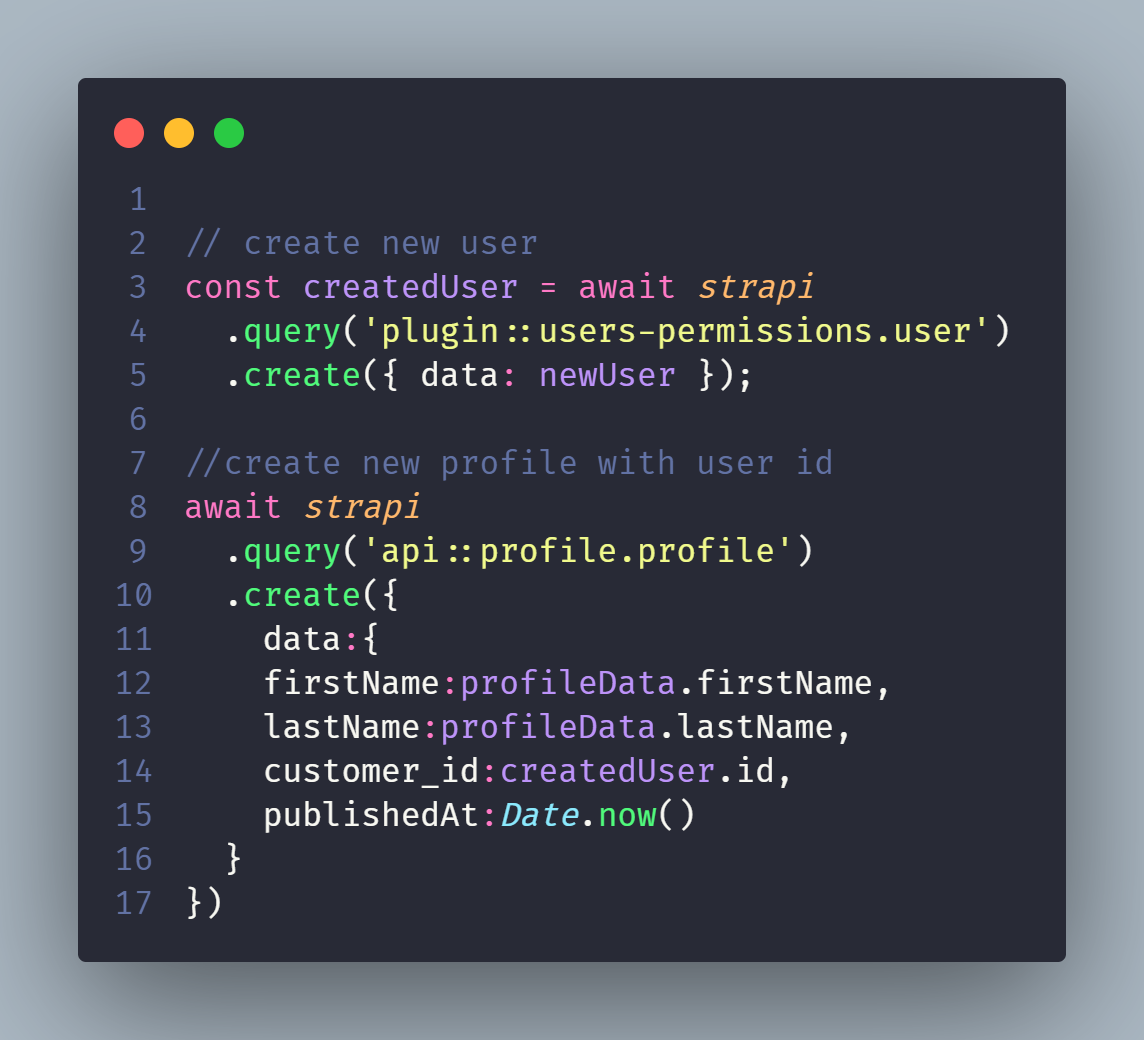 1
2 // create new user
3 const createdUser = await strapi
4   .query('plugin::users-permissions.user')
5   .create({ data: newUser });
6
7 //create new profile with user id
8 await strapi
9   .query('api::profile.profile')
10   .create({
11     data:{
12     firstName:profileData.firstName,
13     lastName:profileData.lastName,
14     customer_id:createdUser.id,
15     publishedAt:Date.now()
16   }
17 })